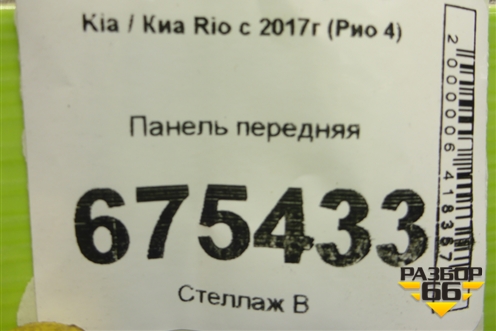 Kia / Киа Rio с 2017г (Рио 4)
Панель передняя
675433
Стеллаж В
РАЗБОР
66